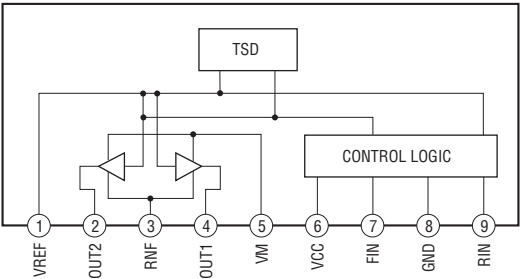 TSD
CONTROL LOGIC
1 2 3 4 5 6 7 8 9
VREF OUT2 RNF OUT1 VM VCC FIN GND RIN